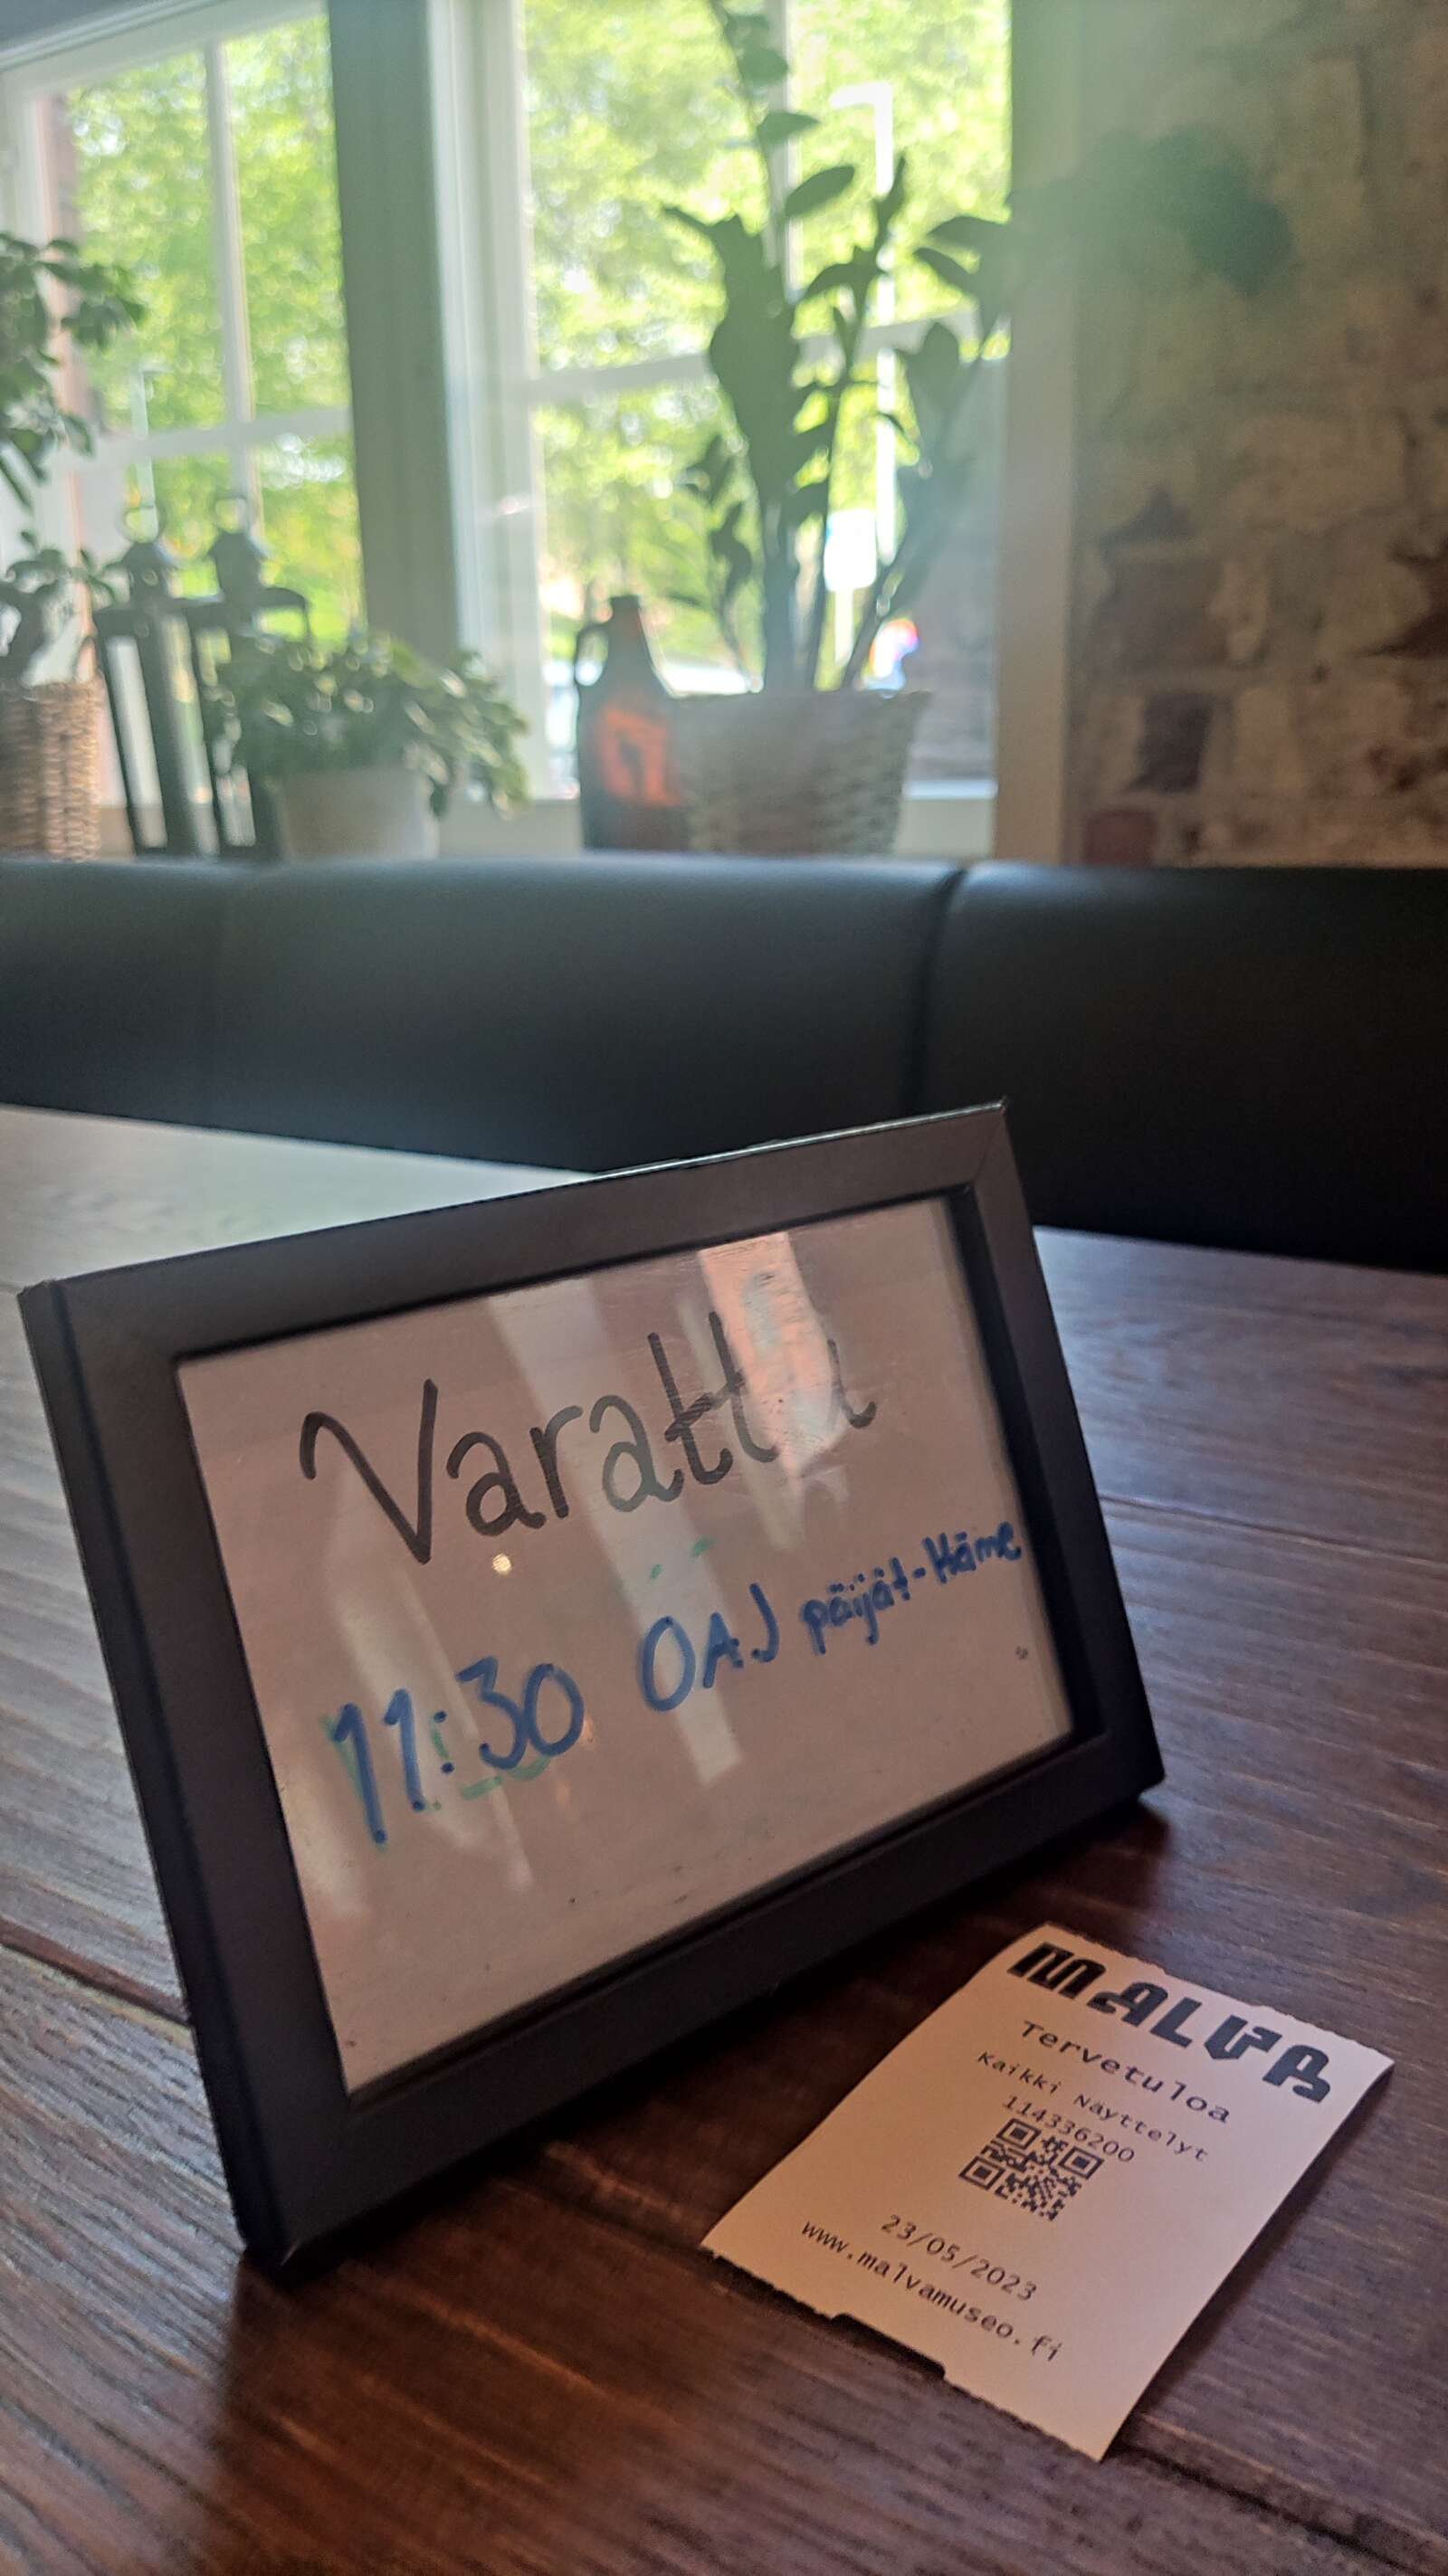 Varattu
11:30 OAJ päijät-Häme
MALVA
Tervetuloa
Kaikki Näyttelyt
114336200
23/05/2023
www.malvamuseo.fi